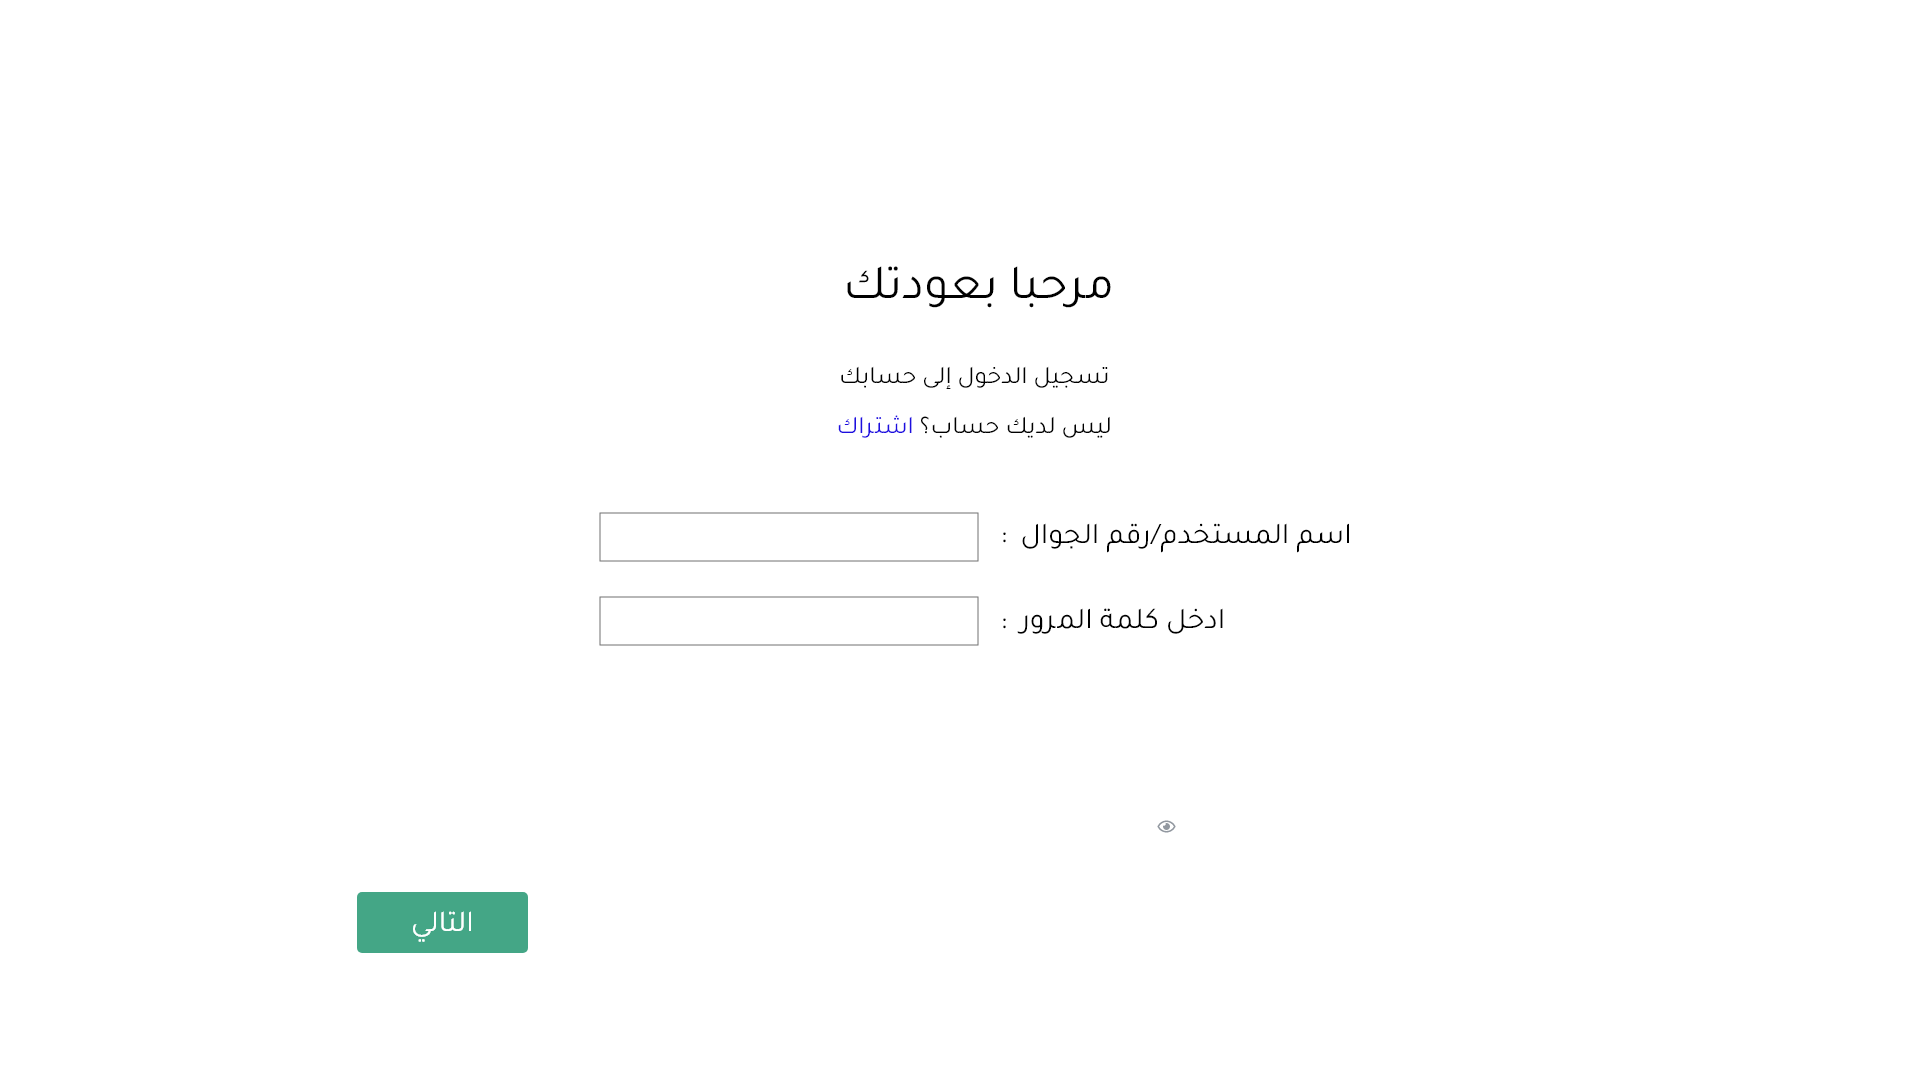 مرحبا بعودتك
تسجيل الدخول إلى حسابك
ليس لديك حساب؟ اشتراك
اسم المستخدم/رقم الجوال :
ادخل كلمة المرور :
التالي